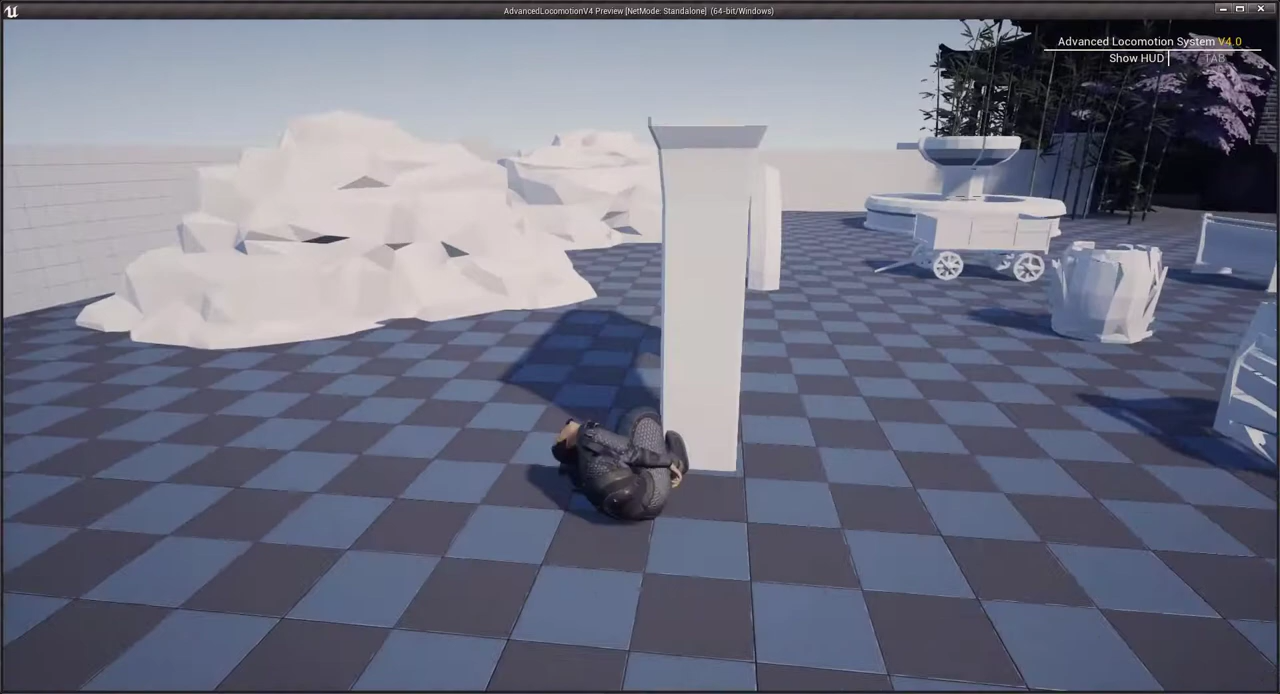 AdvancedLocomotionV4 Preview [NetMode: Standalone] (64-bit/Windows)
Advanced Locomotion System V4.0
Show HUD | TAB